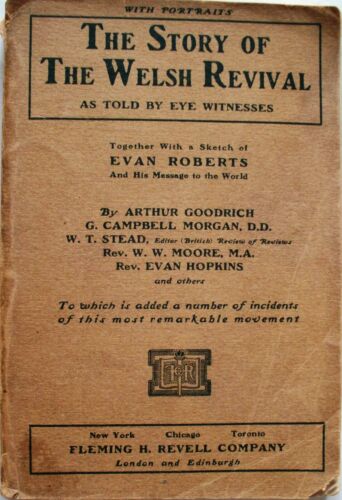 WITH PORTRAITS
THE STORY OF
THE WELSH REVIVAL
AS TOLD BY EYE WITNESSES
Together With a Sketch of
EVAN ROBERTS
And His Message to the World
By ARTHUR GOODRICH
G. CAMPBELL MORGAN, D.D.
W. T. STEAD, Editor (British) Review of Reviews
REV. W. W. MOORE, M.A.
REV. EVAN HOPKINS
and others
To which is added a number of incidents
of this most remarkable movement
New York Chicago Toronto
FLEMING H. REVELL COMPANY
London and Edinburgh